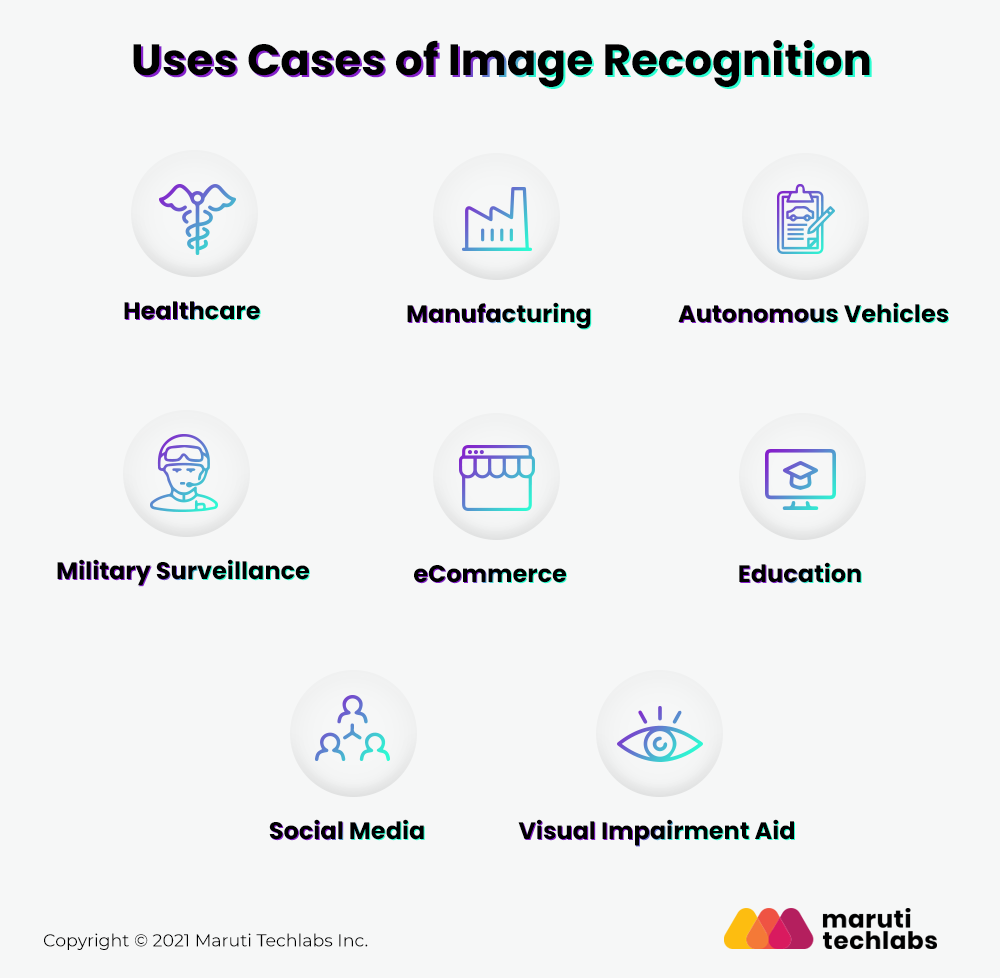 Uses Cases of Image Recognition
Healthcare
Manufacturing
Autonomous Vehicles
Military Surveillance
eCommerce
Education
Social Media
Visual Impairment Aid
Copyright © 2021 Maruti Techlabs Inc.
maruti
techlabs